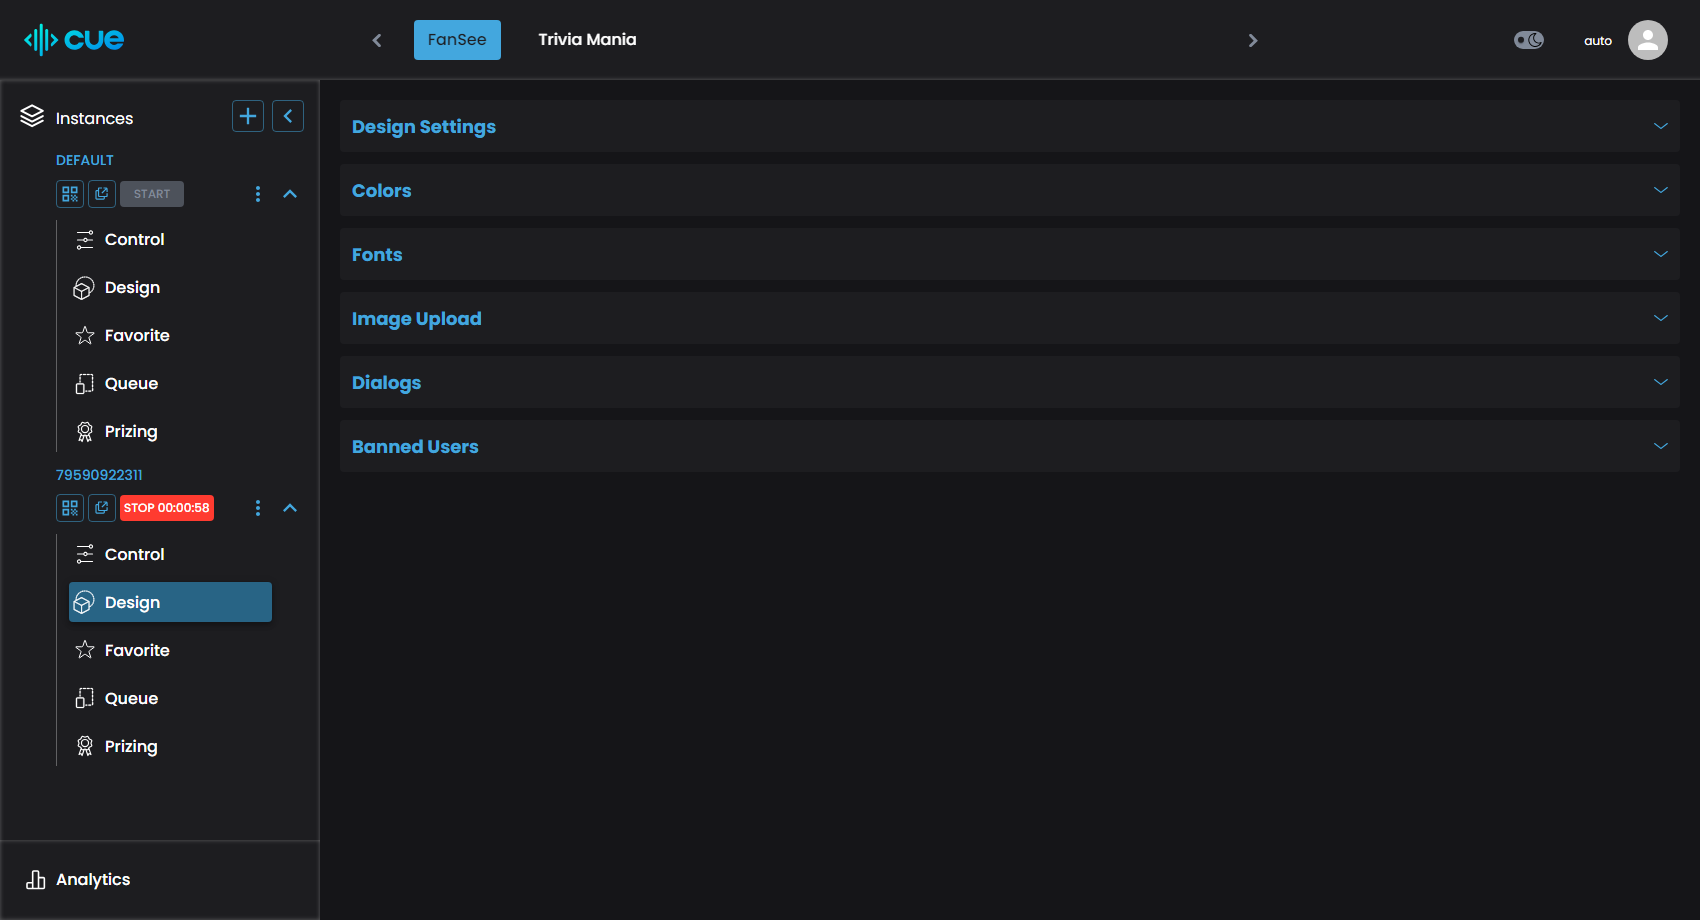 cue
FanSee
Trivia Mania
auto
Instances
DEFAULT
START
Control
Design
Favorite
Queue
Prizing
79590922311
STOP 00:00:58
Control
Design
Favorite
Queue
Prizing
Analytics
Design Settings
Colors
Fonts
Image Upload
Dialogs
Banned Users